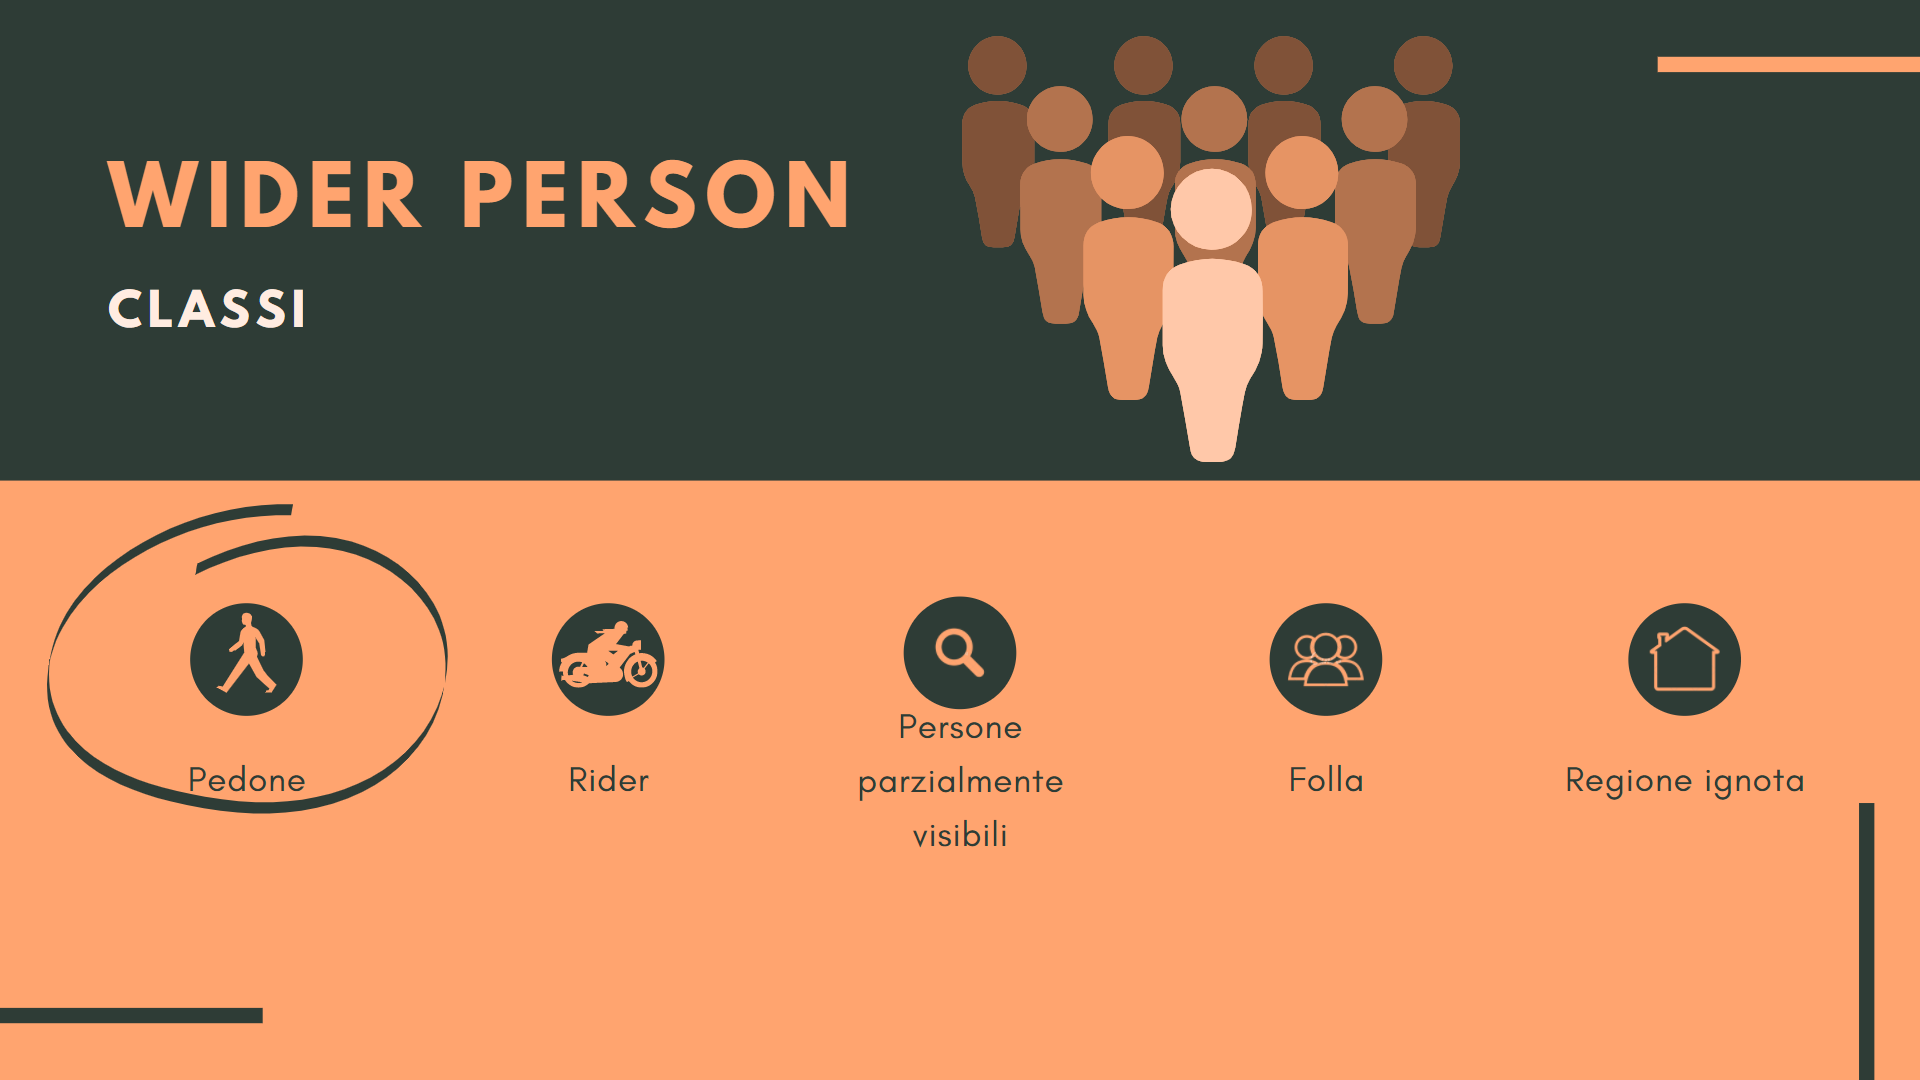 WIDER PERSON
CLASSI
Pedone
Rider
Persone
parzialmente
visibili
Folla
Regione ignota